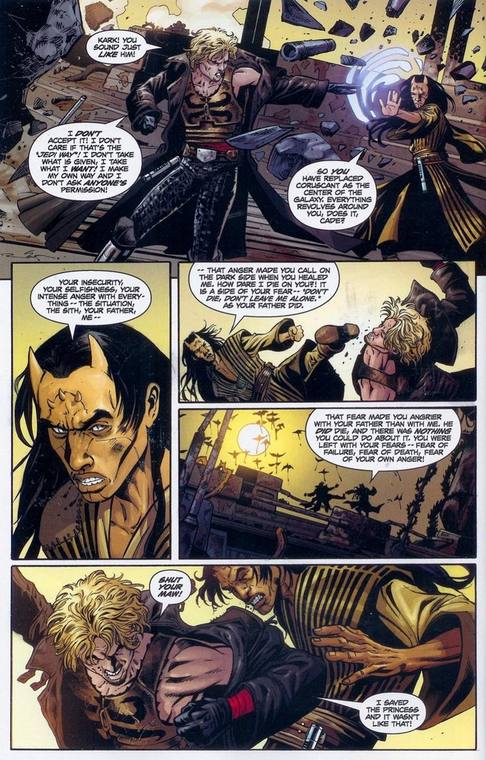 KARK! YOU
SOUND JUST
LIKE HIM!
I DON'T
ACCEPT IT! I DON'T
CARE IF THAT'S THE
"JEDI WAY"! I DON'T TAKE
WHAT IS GIVEN, I TAKE
WHAT I WANT! I MAKE
MY OWN WAY AND I
DON'T ASK ANYONE'S
PERMISSION!
SO YOU
HAVE REPLACED
CORUSCANT AS THE
CENTER OF THE
GALAXY. EVERYTHING
REVOLVES AROUND
YOU, DOES IT,
CADE?
YOUR INSECURITY,
YOUR SELFISHNESS, YOUR
INTENSE ANGER WITH EVERY-
THING -- THE SITUATION,
THE SITH, YOUR FATHER,
ME --
-- THAT ANGER MADE YOU CALL ON
THE DARK SIDE WHEN YOU HEALED
ME. HOW DARE I DIE ON YOU?! IT
IS A SIDE OF YOUR FEAR -- "DON'T
DIE, DON'T LEAVE ME ALONE."
AS YOUR FATHER DID.
THAT FEAR MADE YOU ANGRIER
WITH YOUR FATHER THAN WITH ME. HE
DID DIE, AND THERE WAS NOTHING
YOU COULD DO ABOUT IT. YOU WERE
LEFT WITH YOUR FEARS -- FEAR OF
FAILURE, FEAR OF DEATH, FEAR
OF YOUR OWN ANGER!
SHUT
YOUR
MAW!
I SAVED
THE PRINCESS
AND IT WASN'T
LIKE THAT!